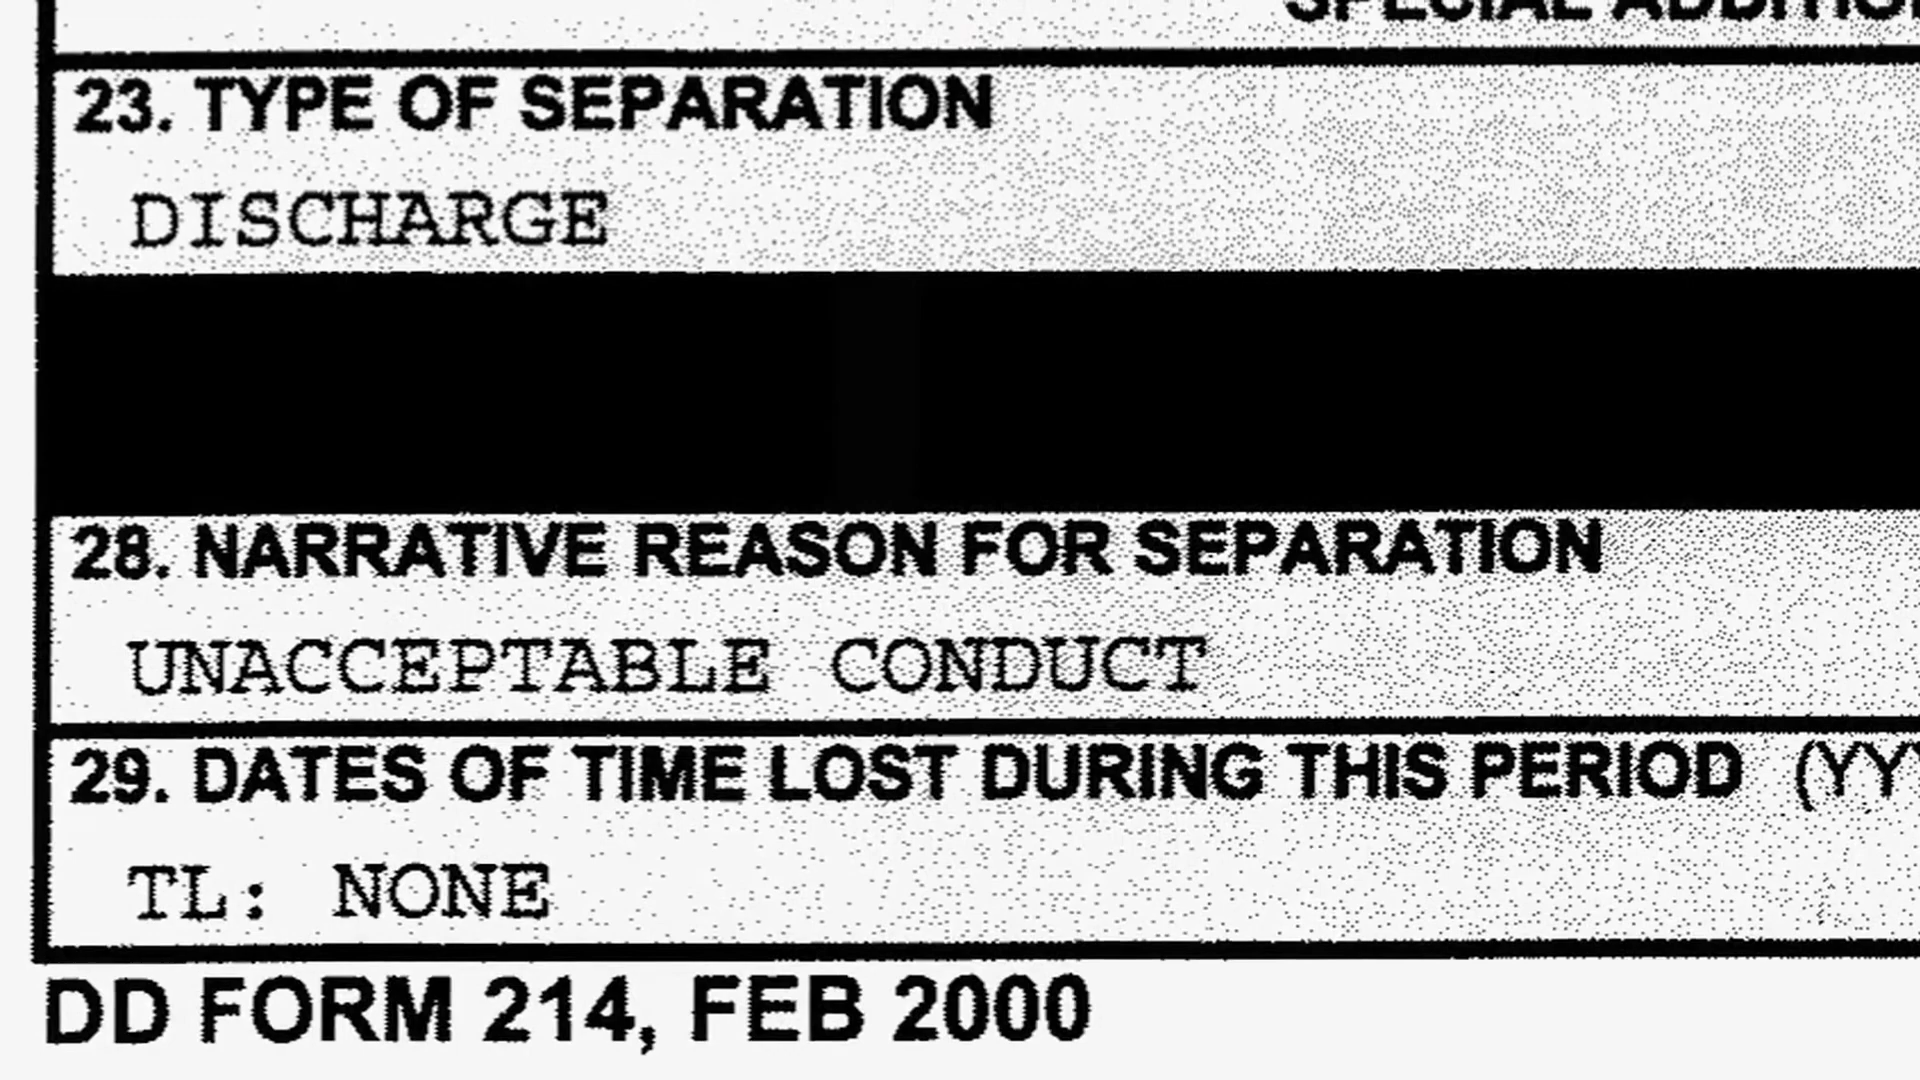 23. TYPE OF SEPARATION
DISCHARGE
28. NARRATIVE REASON FOR SEPARATION
UNACCEPTABLE CONDUCT
29. DATES OF TIME LOST DURING THIS PERIOD (YY
TL: NONE
DD FORM 214, FEB 2000